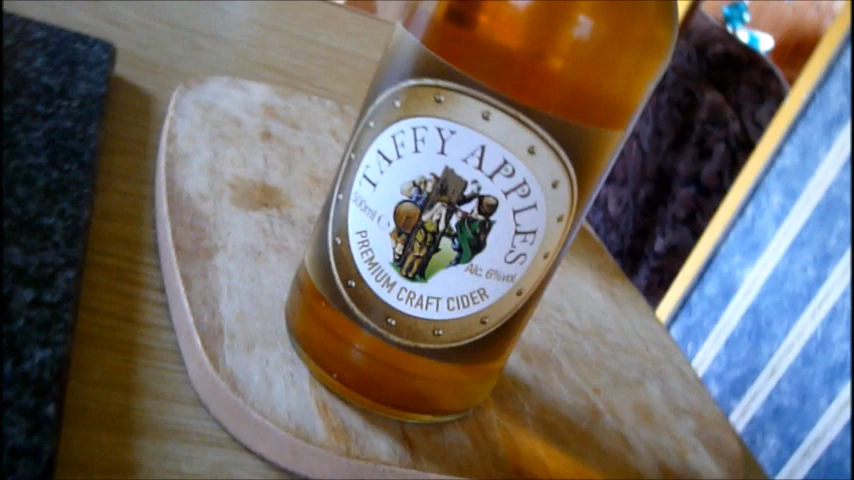 TAFFY APPLES
500ml ℮
Alc. 6% vol
PREMIUM CRAFT CIDER